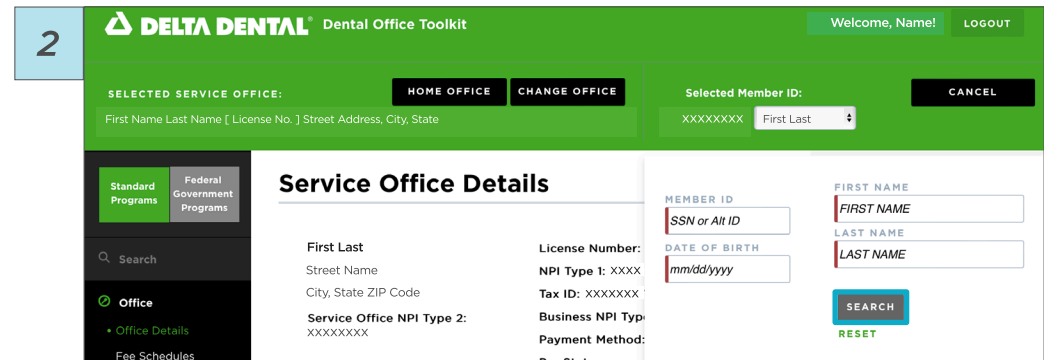 2
DELTA DENTAL® Dental Office Toolkit
Welcome, Name!
LOGOUT
SELECTED SERVICE OFFICE:
HOME OFFICE
CHANGE OFFICE
Selected Member ID:
CANCEL
First Name Last Name [ License No. ] Street Address, City, State
XXXXXXXX
First Last
Standard
Programs
Federal
Government
Programs
Search
Office
• Office Details
Fee Schedules
Service Office Details
First Last
Street Name
City, State ZIP Code
Service Office NPI Type 2:
XXXXXXXX
License Number:
NPI Type 1: XXXX
Tax ID: XXXXXXX
Business NPI Type
Payment Method:
MEMBER ID
SSN or Alt ID
DATE OF BIRTH
mm/dd/yyyy
FIRST NAME
FIRST NAME
LAST NAME
LAST NAME
SEARCH
RESET